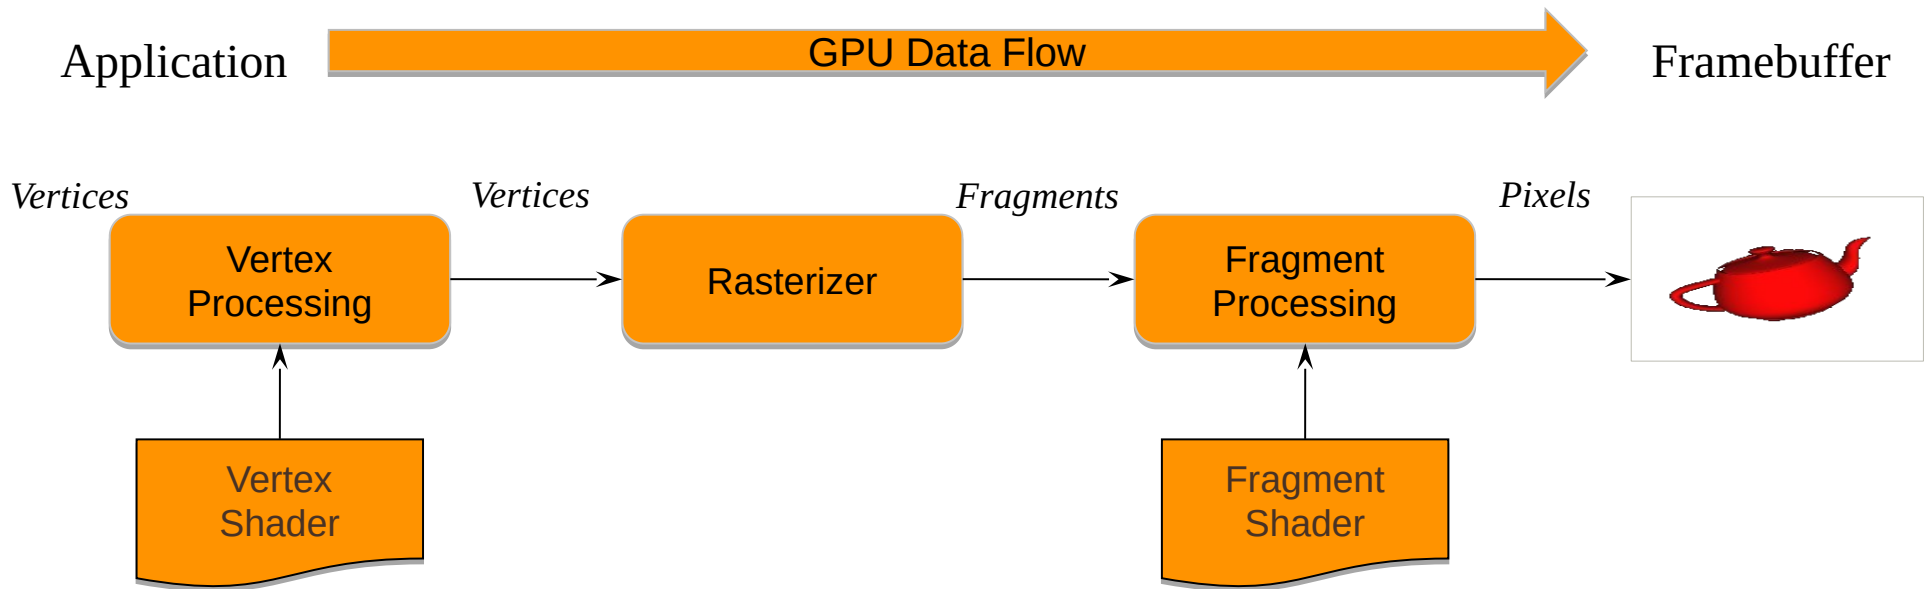 Application
GPU Data Flow
Framebuffer
Vertices
Vertices
Fragments
Pixels
Vertex
Processing
Rasterizer
Fragment
Processing
Vertex
Shader
Fragment
Shader